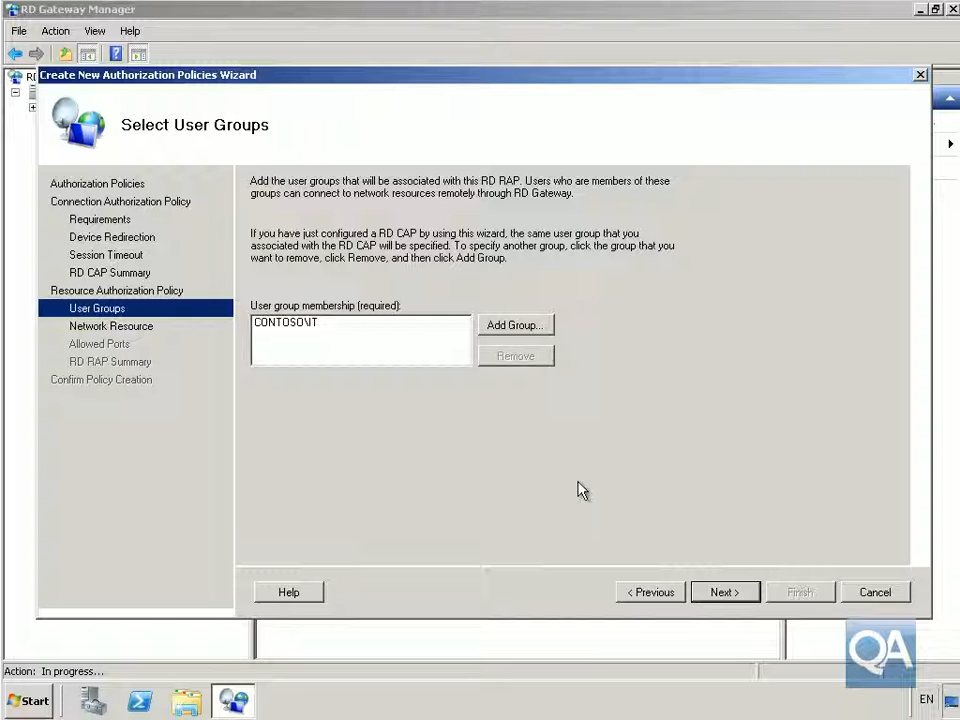 RD Gateway Manager
File Action View Help
RD
Create New Authorization Policies Wizard
Select User Groups
Authorization Policies
Connection Authorization Policy
Requirements
Device Redirection
Session Timeout
RD CAP Summary
Resource Authorization Policy
User Groups
Network Resource
Allowed Ports
RD RAP Summary
Confirm Policy Creation
Add the user groups that will be associated with this RD RAP. Users who are members of these
groups can connect to network resources remotely through RD Gateway.
If you have just configured a RD CAP by using this wizard, the same user group that you
associated with the RD CAP will be specified. To specify another group, click the group that you
want to remove, click Remove, and then click Add Group.
User group membership (required):
CONTOSO\IT
Add Group...
Remove
Help
< Previous
Next >
Finish
Cancel
QA
Action: In progress...
Start
EN